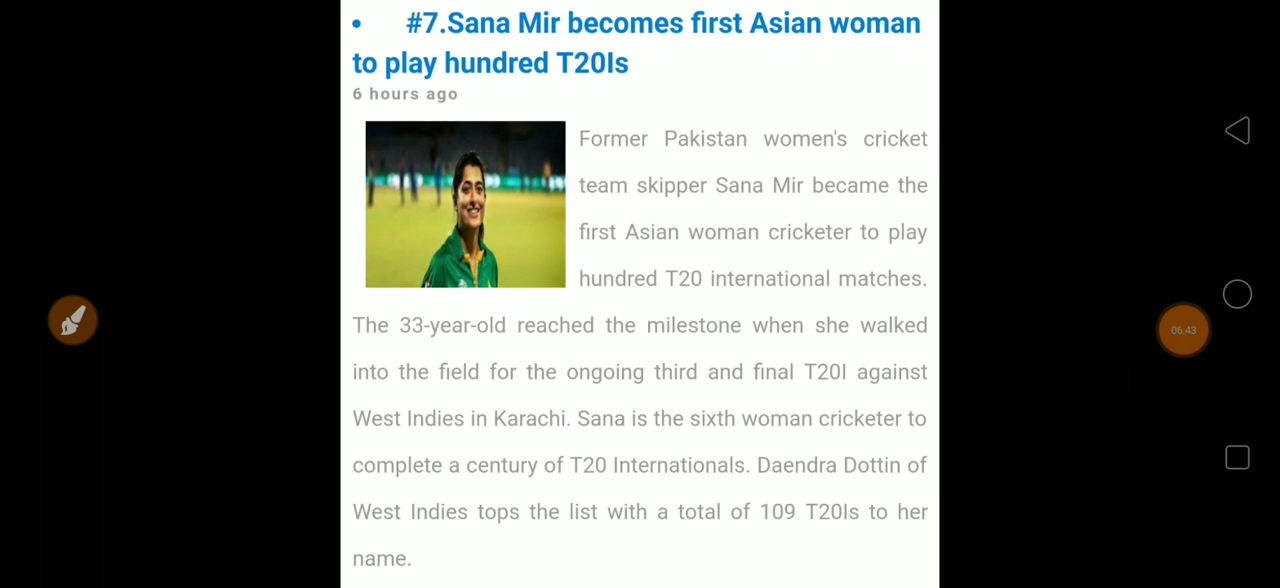 • #7.Sana Mir becomes first Asian woman
to play hundred T20Is
6 hours ago
Former Pakistan women's cricket
team skipper Sana Mir became the
first Asian woman cricketer to play
hundred T20 international matches.
The 33-year-old reached the milestone when she walked
into the field for the ongoing third and final T20I against
West Indies in Karachi. Sana is the sixth woman cricketer to
complete a century of T20 Internationals. Daendra Dottin of
West Indies tops the list with a total of 109 T20Is to her
name.
06:43